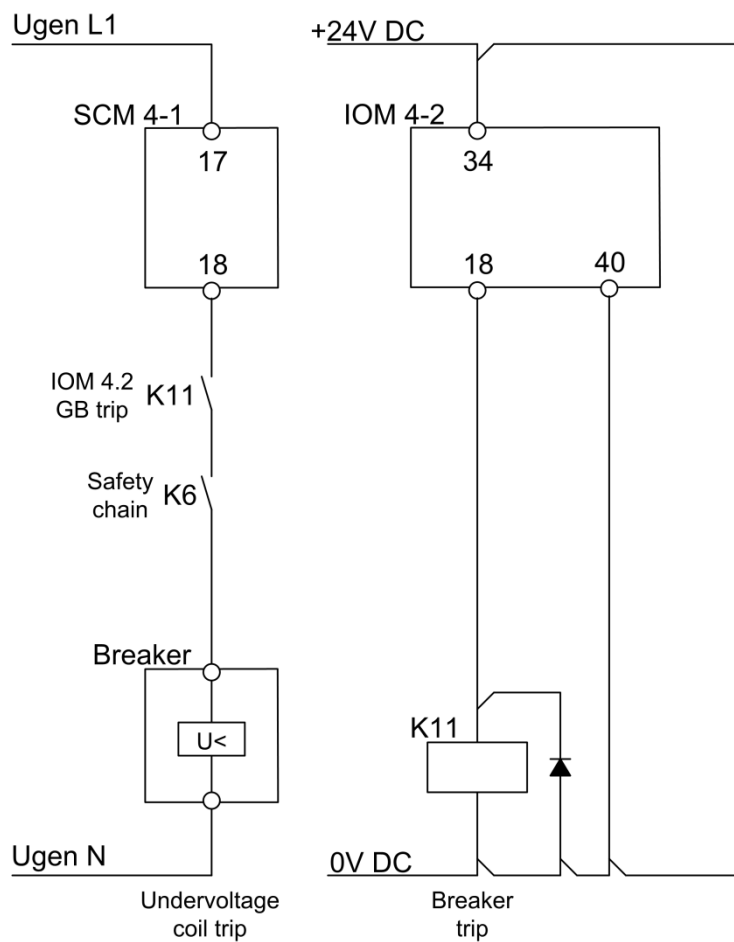 Ugen L1
+24V DC
SCM 4-1
IOM 4-2
17
34
18
18
40
IOM 4.2
GB trip
K11
Safety
chain
K6
Breaker
U<
K11
Ugen N
0V DC
Undervoltage
coil trip
Breaker
trip